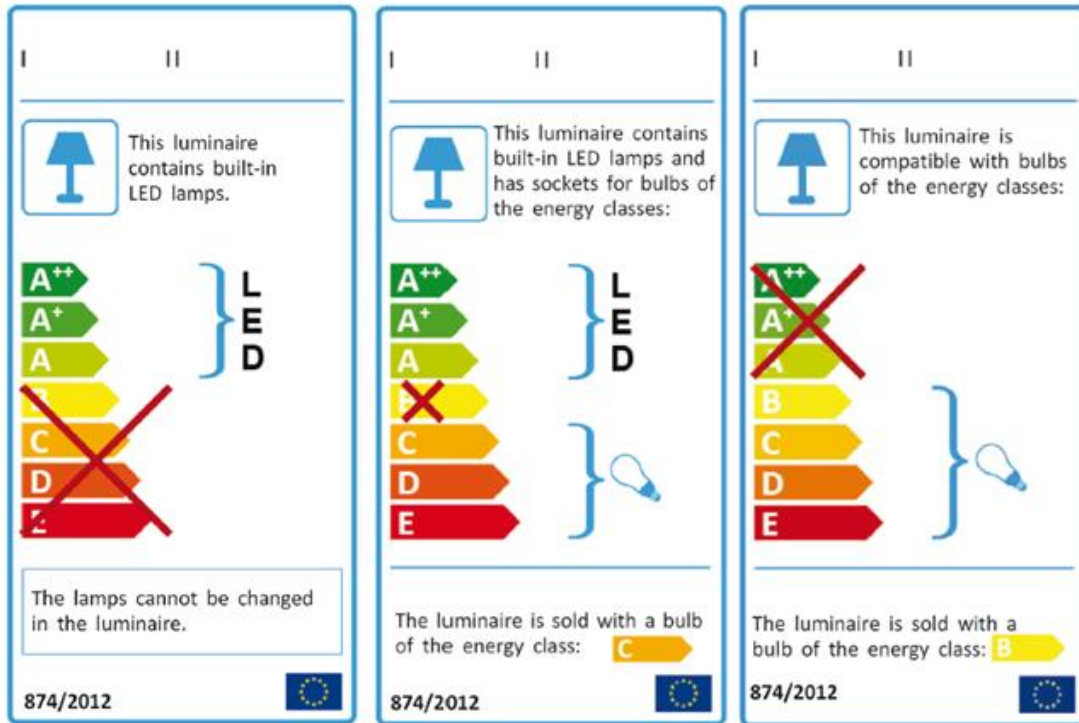 I II
This luminaire
contains built-in
LED lamps.
A++
A+
A
B
C
D
E
L
E
D
The lamps cannot be changed
in the luminaire.
874/2012
I II
This luminaire contains
built-in LED lamps and
has sockets for bulbs of
the energy classes:
A++
A+
A
B
C
D
E
L
E
D
The luminaire is sold with a bulb
of the energy class: C
874/2012
I II
This luminaire is
compatible with bulbs
of the energy classes:
A++
A+
A
B
C
D
E
The luminaire is sold with a
bulb of the energy class: B
874/2012